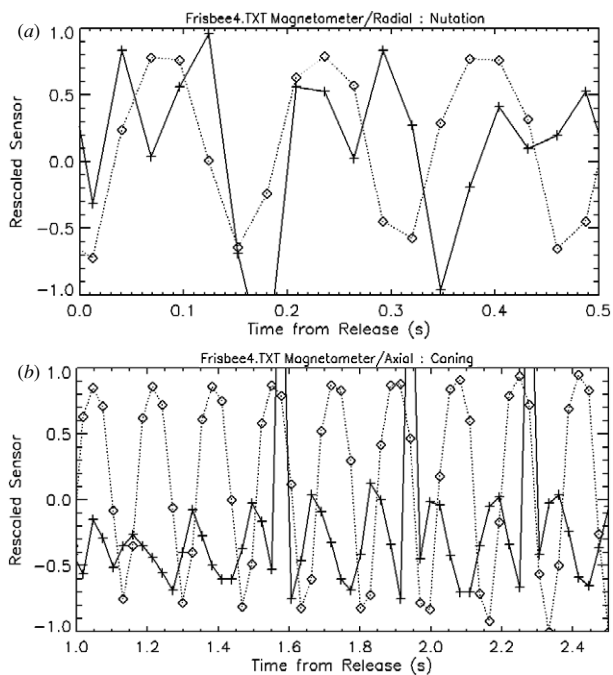 (a)
Frisbee4.TXT Magnetometer/Radial : Nutation
1.0
0.5
0.0
−0.5
−1.0
Rescaled Sensor
0.0 0.1 0.2 0.3 0.4 0.5
Time from Release (s)
(b)
Frisbee4.TXT Magnetometer/Axial : Coning
1.0
0.5
0.0
−0.5
−1.0
Rescaled Sensor
1.0 1.2 1.4 1.6 1.8 2.0 2.2 2.4
Time from Release (s)